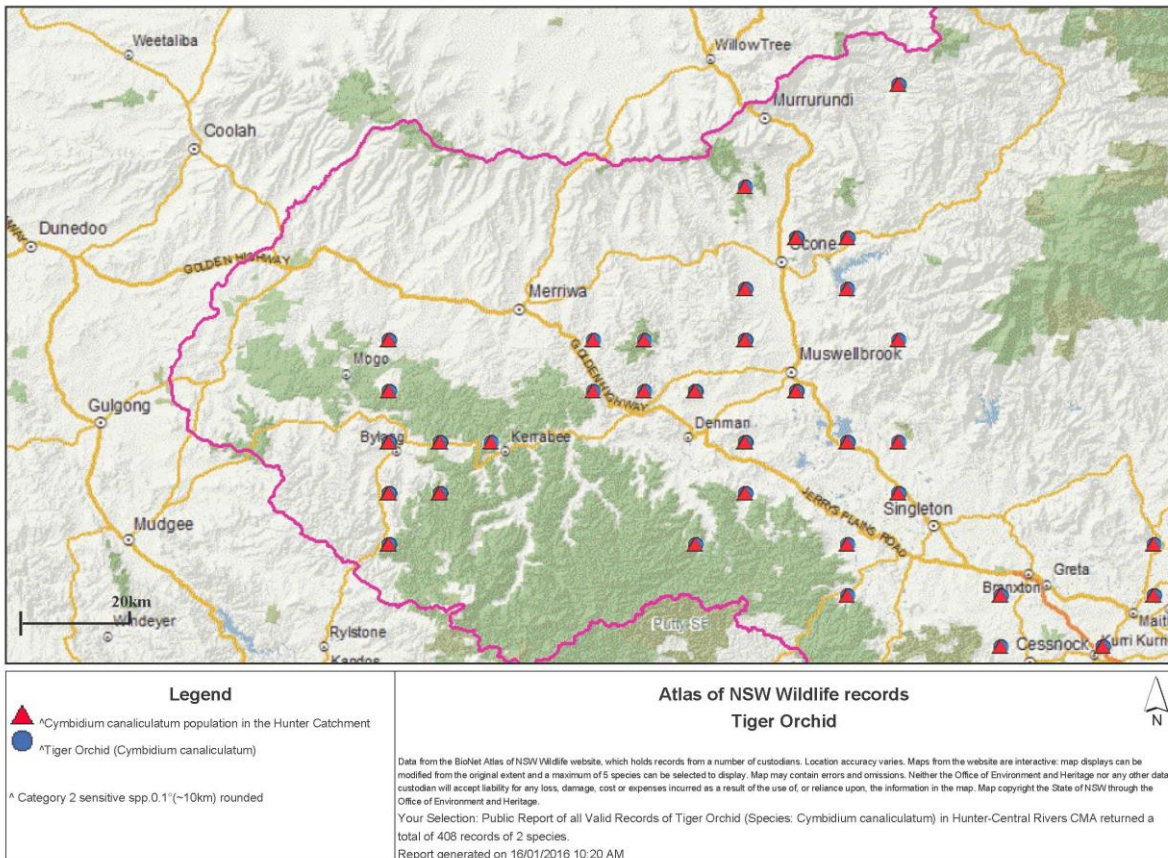 Weetaliba
WillowTree
Murrurundi
Coolah
Dunedoo
GOLDEN HIGHWAY
Scone
Merriwa
GOLDEN HIGHWAY
Mogo
Muswellbrook
Gulgong
Denman
Bylong
Kerrabee
JERRYS PLAINS ROAD
Singleton
Mudgee
Greta
Branxton
20km
Windeyer
Putty SF
Rylstone
Cessnock
Kurri Kurri
Kandos
Legend
^Cymbidium canaliculatum population in the Hunter Catchment
^Tiger Orchid (Cymbidium canaliculatum)
^ Category 2 sensitive spp.0.1°(~10km) rounded
Atlas of NSW Wildlife records
Tiger Orchid
N
Data from the BioNet Atlas of NSW Wildlife website, which holds records from a number of custodians. Location accuracy varies. Maps from the website are interactive: map displays can be
modified from the original extent and a maximum of 5 species can be selected to display. Map may contain errors and omissions. Neither the Office of Environment and Heritage nor any other data
custodian will accept liability for any loss, damage, cost or expenses incurred as a result of the use of, or reliance upon, the information in the map. Map copyright the State of NSW through the
Office of Environment and Heritage.
Your Selection: Public Report of all Valid Records of Tiger Orchid (Species: Cymbidium canaliculatum) in Hunter-Central Rivers CMA returned a
total of 408 records of 2 species.
Report generated on 16/01/2016 10:20 AM